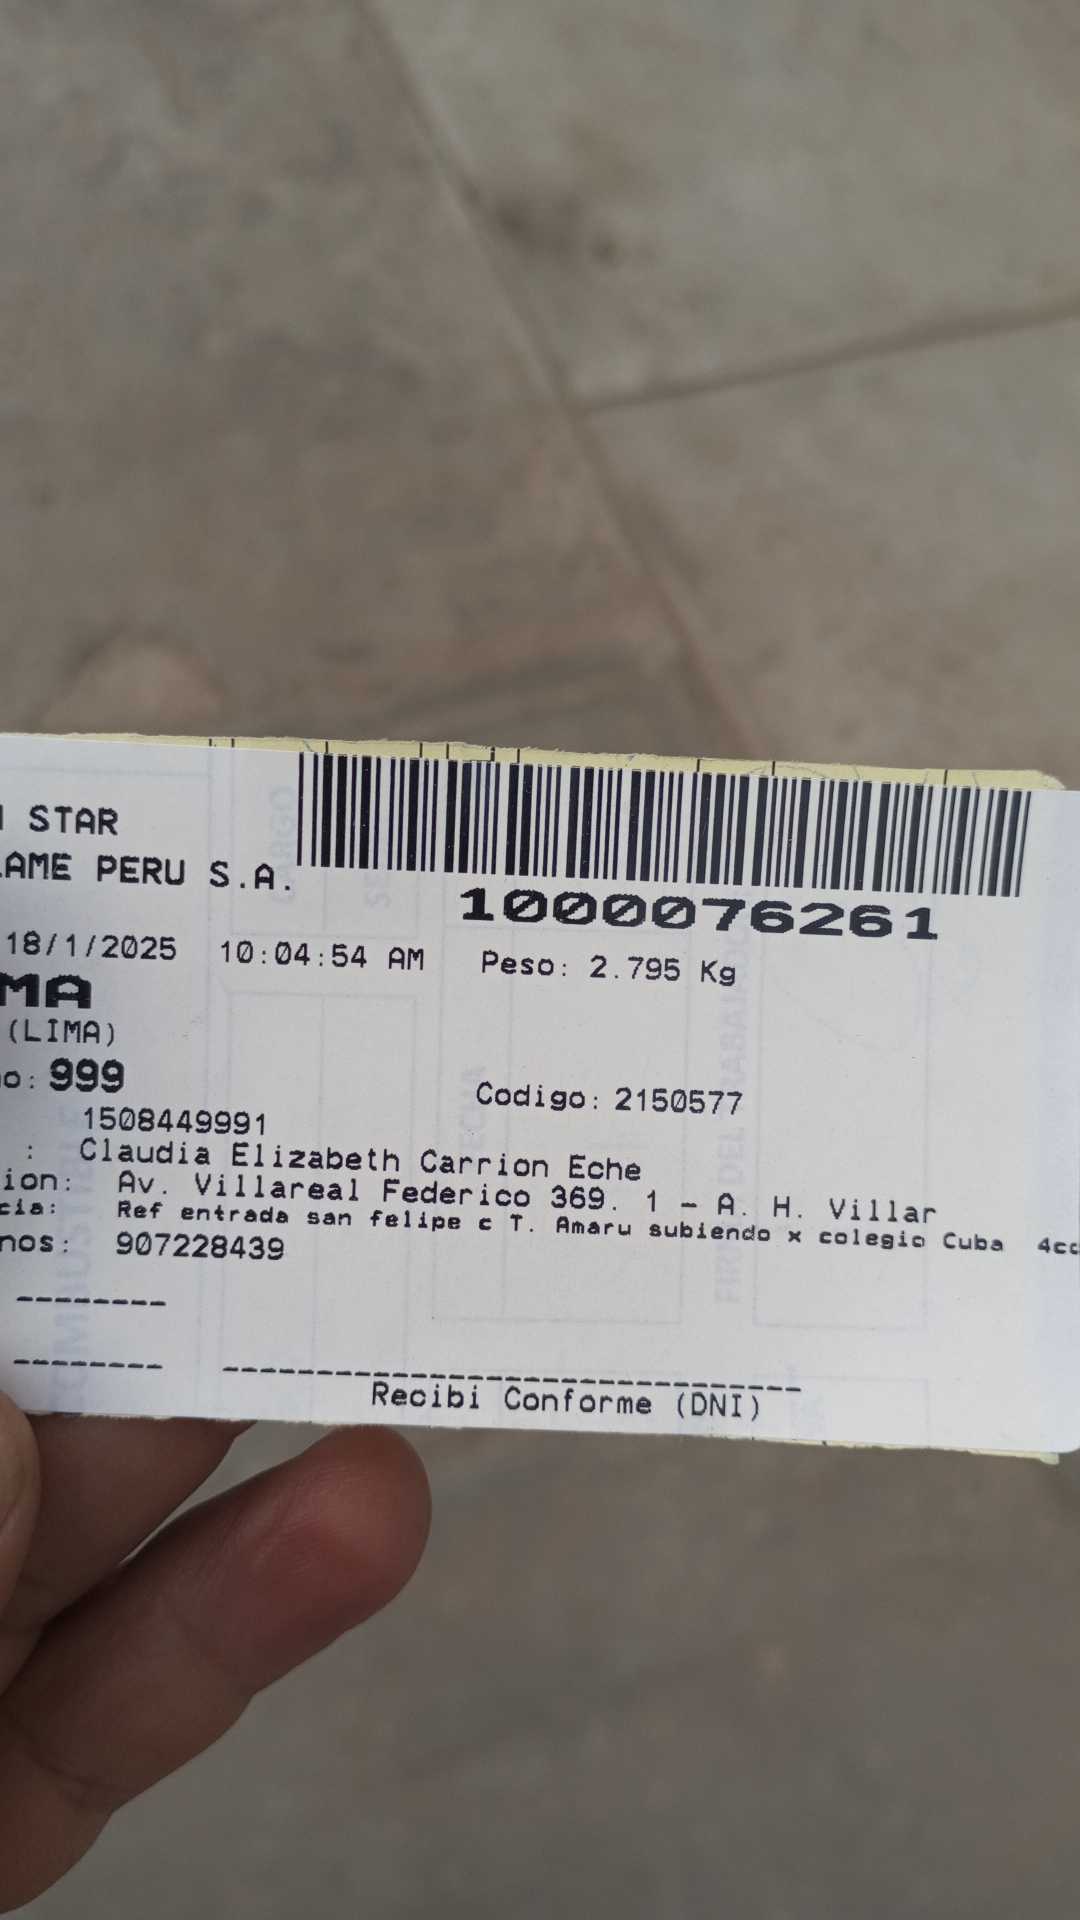 STAR
LAME PERU S.A.
1000076261
18/1/2025 10:04:54 AM Peso: 2.795 Kg
MA
(LIMA)
o: 999
Codigo: 2150577
1508449991
: Claudia Elizabeth Carrion Eche
ion: Av. Villareal Federico 369. 1 - A. H. Villar
cia: Ref entrada san felipe c T. Amaru subiendo x colegio Cuba 4cc
nos: 907228439
Recibi Conforme (DNI)